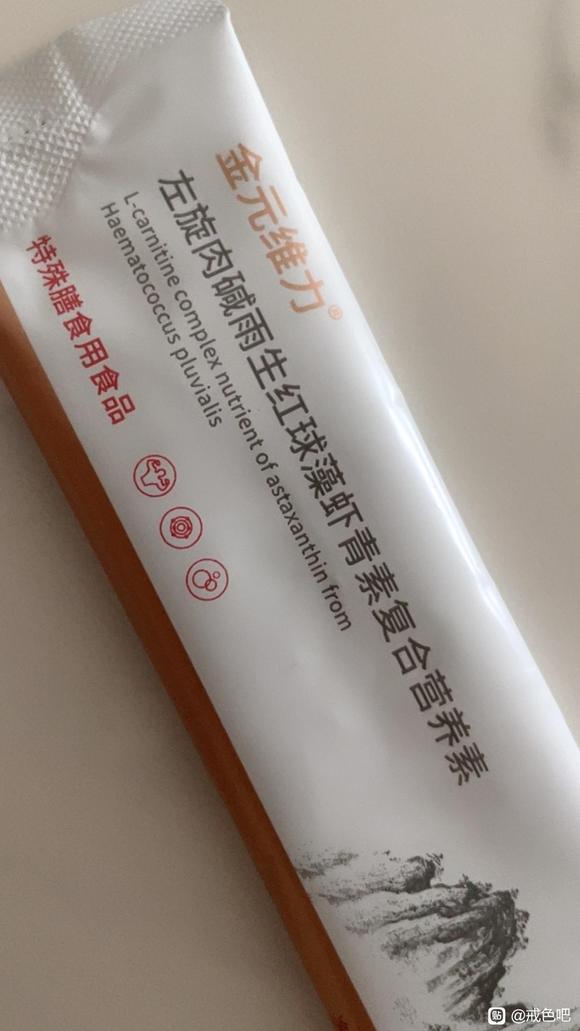 金元维力®
左旋肉碱雨生红球藻虾青素复合营养素
L-carnitine complex nutrient of astaxanthin from
Haematococcus pluvialis
特殊膳食用食品
贴 @戒色吧